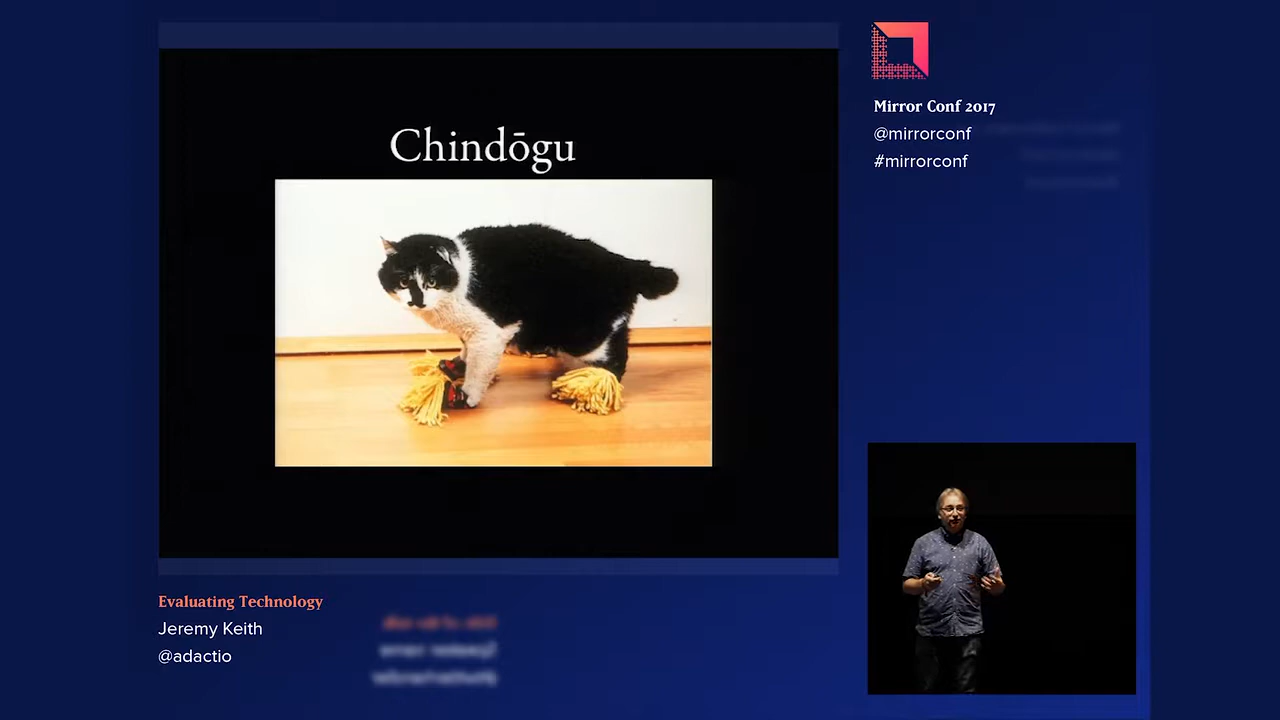 Chindōgu
Mirror Conf 2017
@mirrorconf
#mirrorconf
Evaluating Technology
Jeremy Keith
@adactio